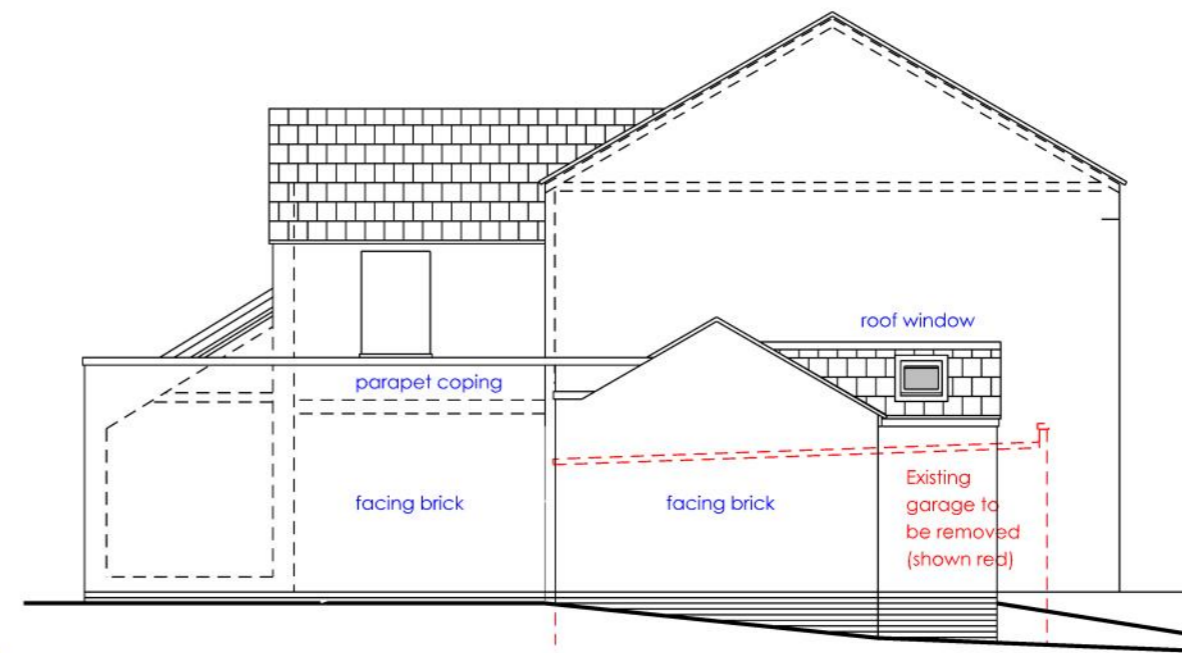 roof window
parapet coping
facing brick
facing brick
Existing
garage to
be removed
(shown red)